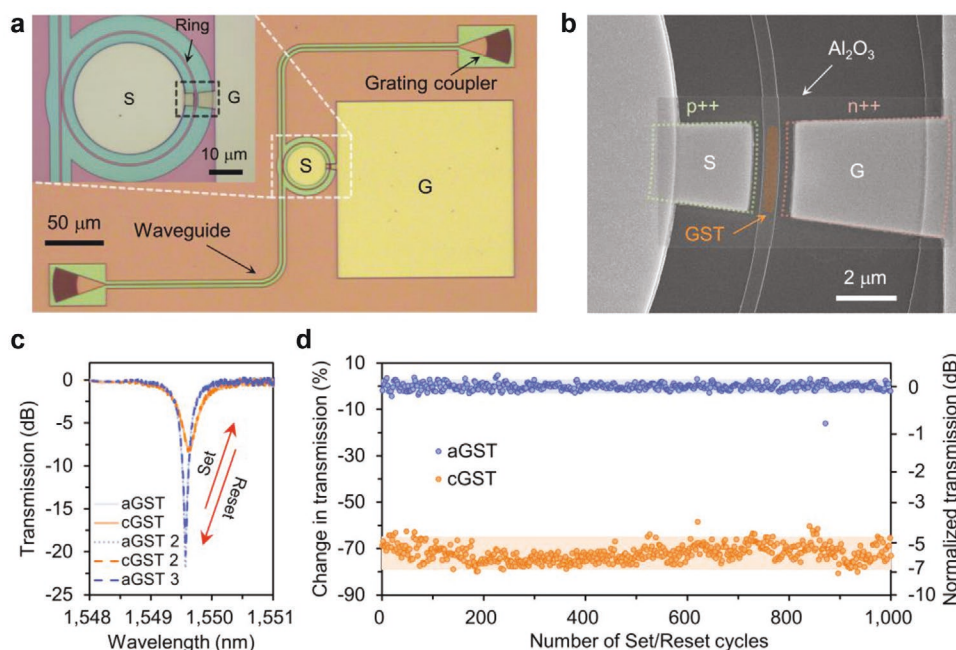 a
Ring
S
G
10 μm
Grating coupler
S
G
50 μm
Waveguide
b
Al2O3
p++
n++
S
G
GST
2 μm
c
Transmission (dB)
0
-5
-10
-15
-20
-25
Set
Reset
aGST
cGST
aGST 2
cGST 2
aGST 3
1,548
1,549
1,550
1,551
Wavelength (nm)
d
Change in transmission (%)
10
-10
-30
-50
-70
-90
aGST
cGST
0
200
400
600
800
1,000
Number of Set/Reset cycles
0
-1
-2
-3
-5
-7
-10
Normalized transmission (dB)